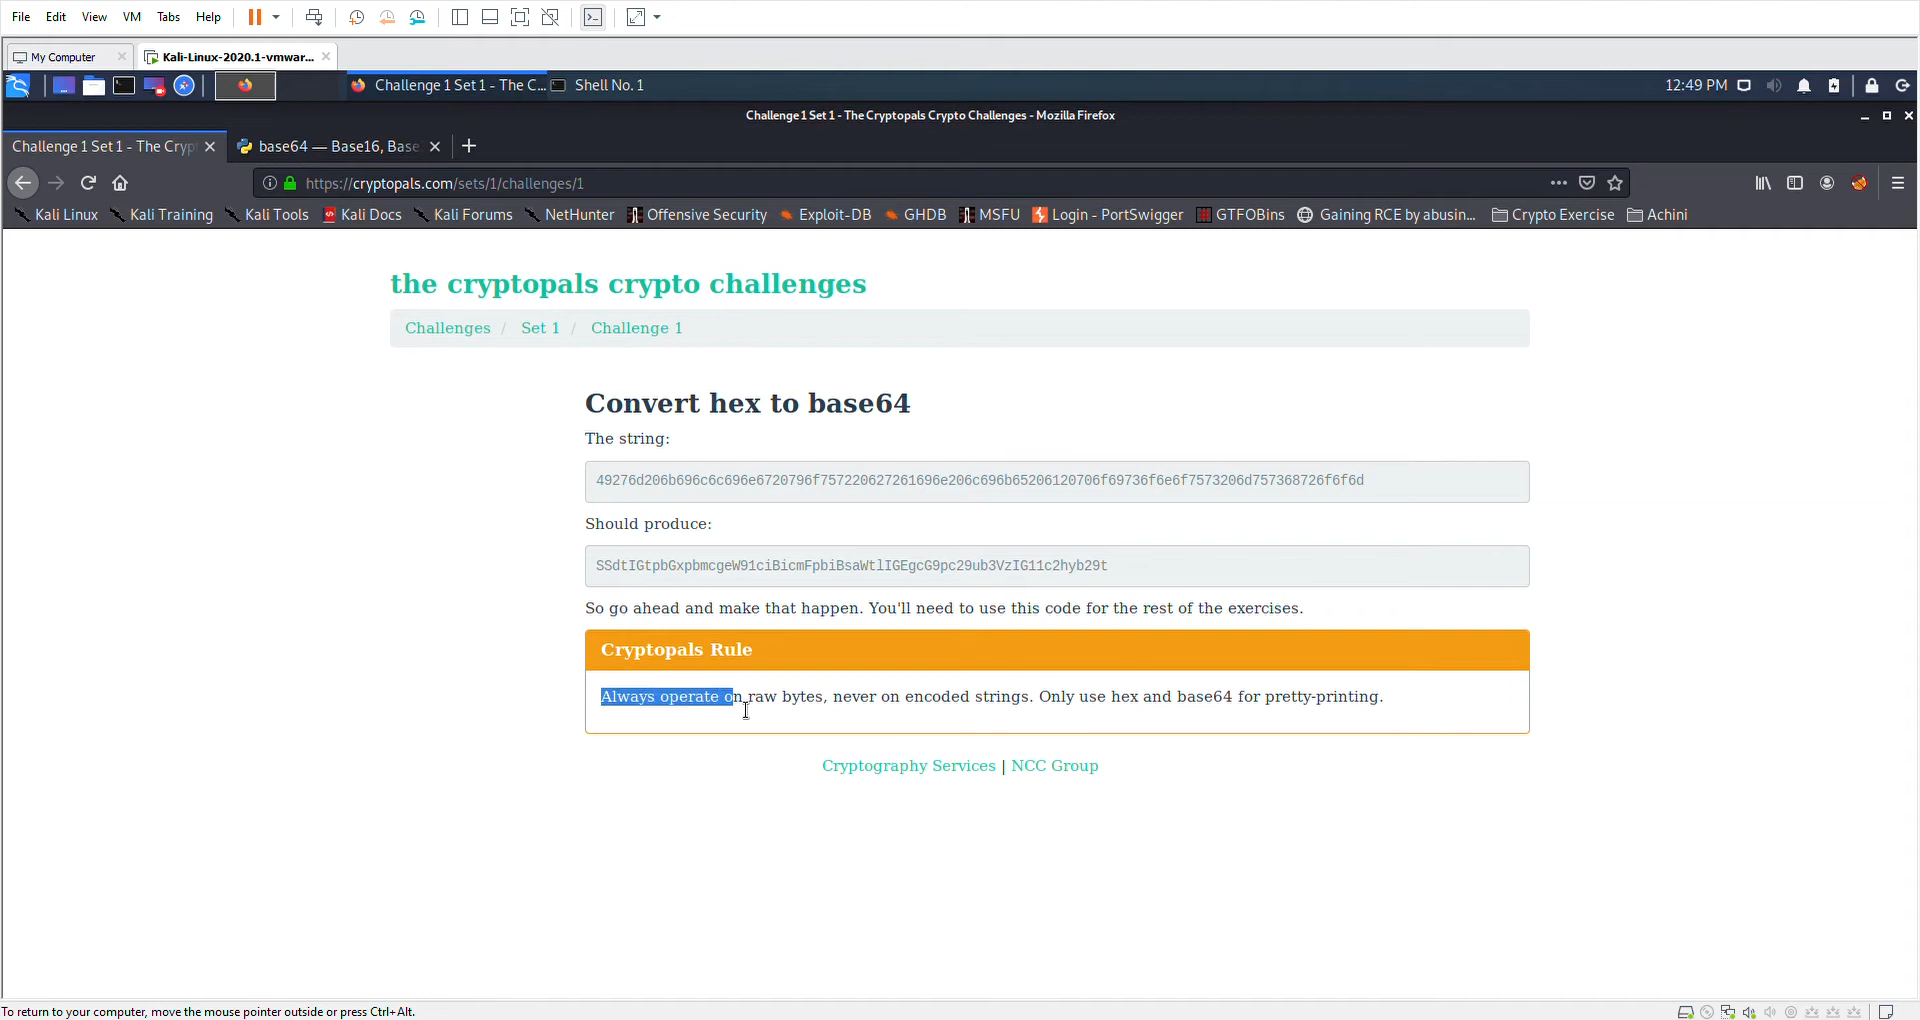 File Edit View VM Tabs Help
My Computer
Kali-Linux-2020.1-vmwar...
Challenge 1 Set 1 - The C...
Shell No. 1
12:49 PM
Challenge 1 Set 1 - The Cryptopals Crypto Challenges - Mozilla Firefox
Challenge 1 Set 1 - The Cryp
base64 — Base16, Base
https://cryptopals.com/sets/1/challenges/1
Kali Linux Kali Training Kali Tools Kali Docs Kali Forums NetHunter Offensive Security Exploit-DB GHDB MSFU Login - PortSwigger GTFOBins Gaining RCE by abusin... Crypto Exercise Achini
the cryptopals crypto challenges
Challenges / Set 1 / Challenge 1
Convert hex to base64
The string:
49276d206b696c6c696e6720796f757220627261696e206c696b65206120706f69736f6e6f7573206d757368726f6f6d
Should produce:
SSdtIGtpbGxpbmcgeW91ciBicmFpbiBsaWtlIGEgcG9pc29ub3VzIG11c2hyb29t
So go ahead and make that happen. You'll need to use this code for the rest of the exercises.
Cryptopals Rule
Always operate on raw bytes, never on encoded strings. Only use hex and base64 for pretty-printing.
Cryptography Services | NCC Group
To return to your computer, move the mouse pointer outside or press Ctrl+Alt.